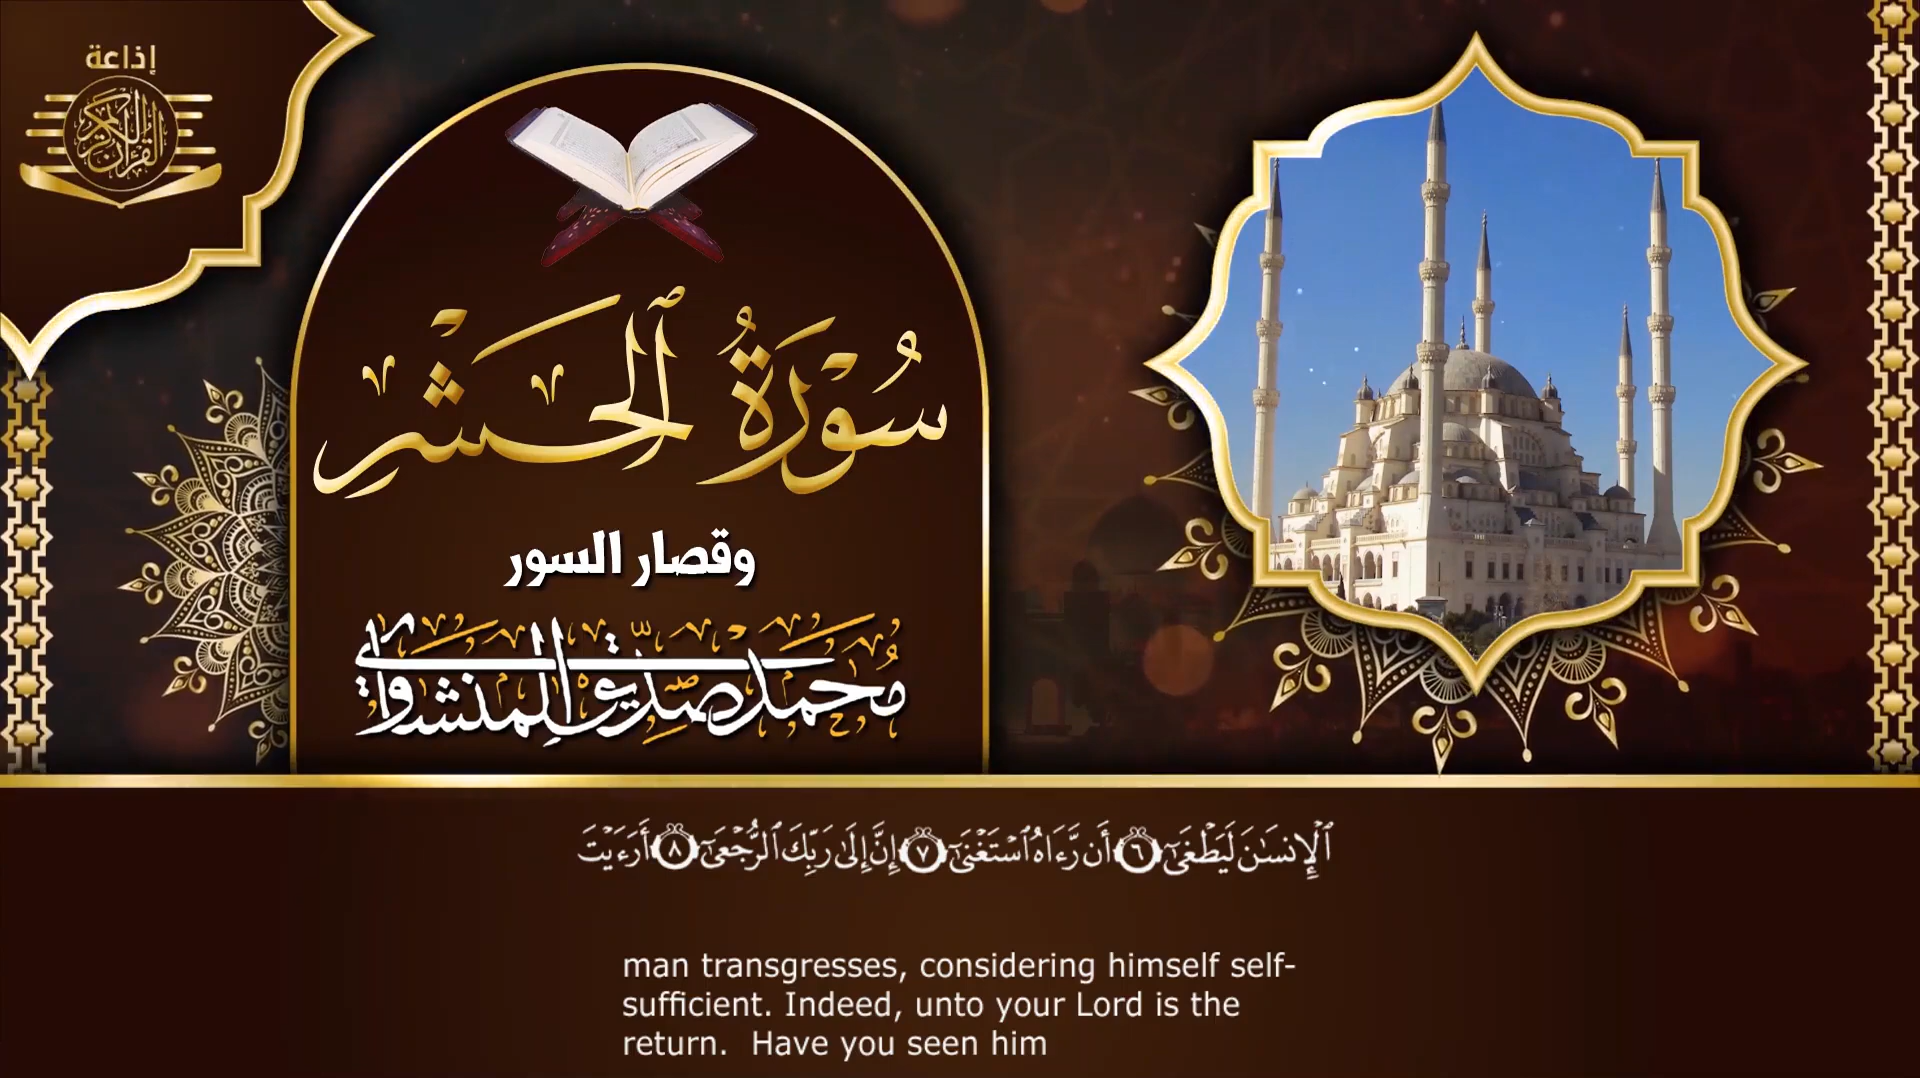 إذاعة
القرآن الكريم
سُورَةُ ٱلْحَشْرِ
وقصار السور
محمد صديق المنشاوي
ٱلْإِنسَٰنَ لَيَطْغَىٰٓ ٦ أَن رَّءَاهُ ٱسْتَغْنَىٰٓ ٧ إِنَّ إِلَىٰ رَبِّكَ ٱلرُّجْعَىٰٓ ٨ أَرَءَيْتَ
man transgresses, considering himself self-
sufficient. Indeed, unto your Lord is the
return.  Have you seen him